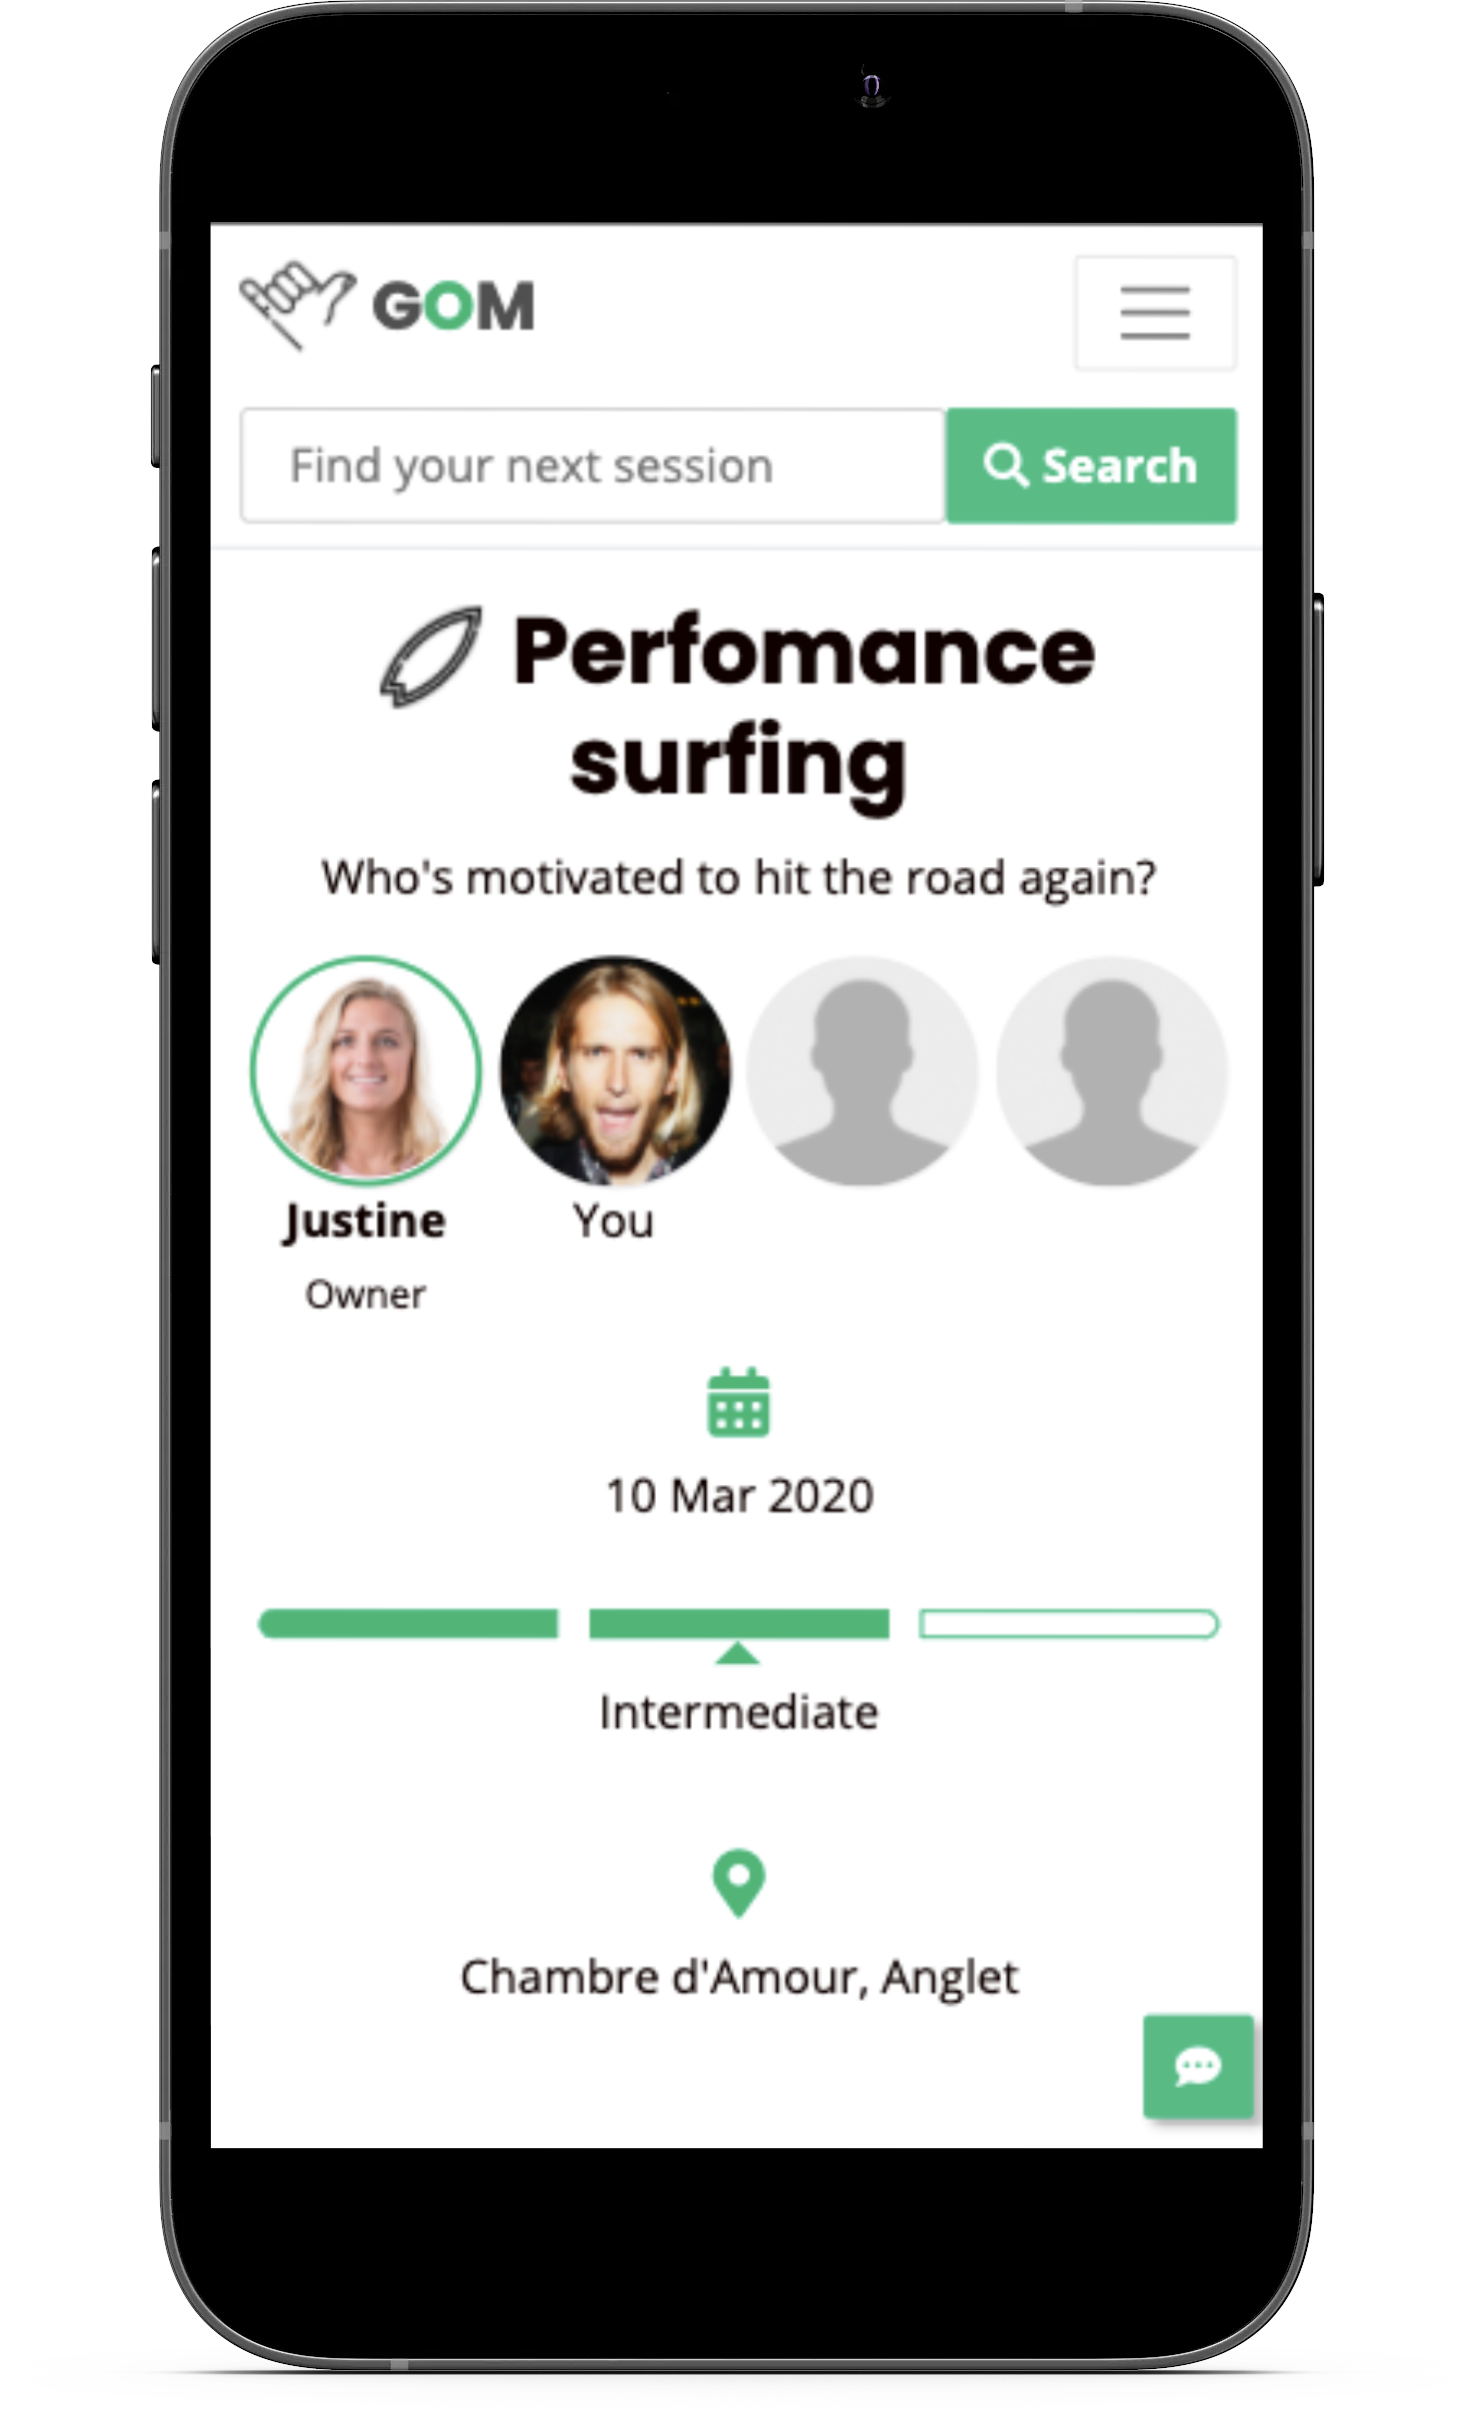 GOM
Find your next session
Search
Perfomance
surfing
Who's motivated to hit the road again?
Justine
You
Owner
10 Mar 2020
Intermediate
Chambre d'Amour, Anglet